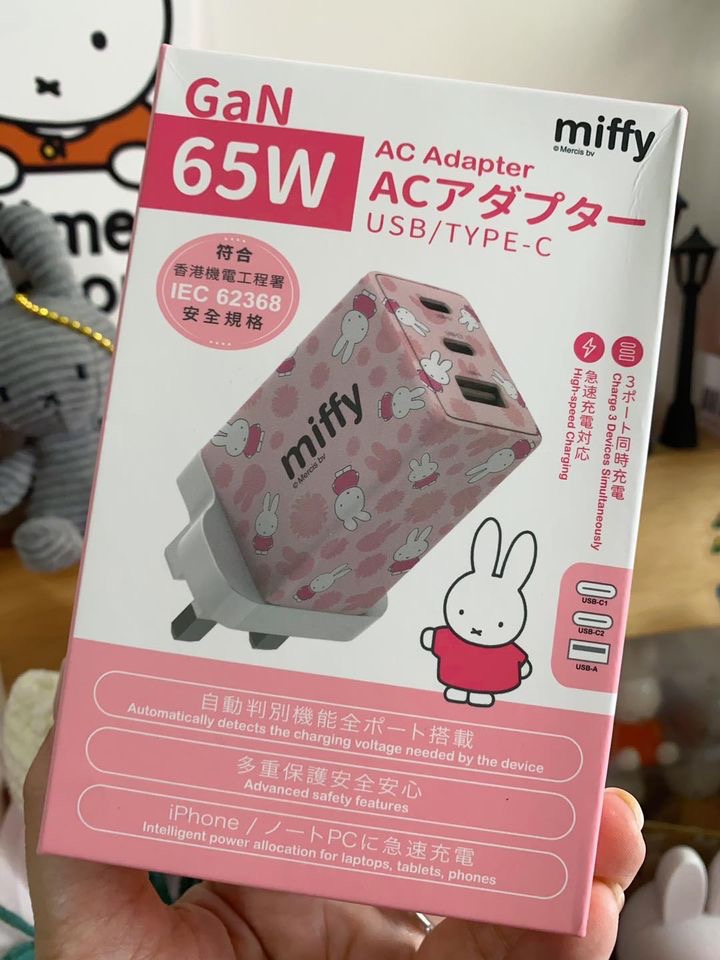 GaN
65W
miffy
© Mercis bv
AC Adapter
ACアダプター
USB/TYPE-C
符合
香港機電工程署
IEC 62368
安全規格
miffy
© Mercis bv
3ポート同時充電
Charge 3 Devices Simultaneously
急速充電対応
High-speed Charging
USB-C1
USB-C2
USB-A
自動判別機能全ポート搭載
Automatically detects the charging voltage needed by the device
多重保護安全安心
Advanced safety features
iPhone / ノートPCに急速充電
Intelligent power allocation for laptops, tablets, phones